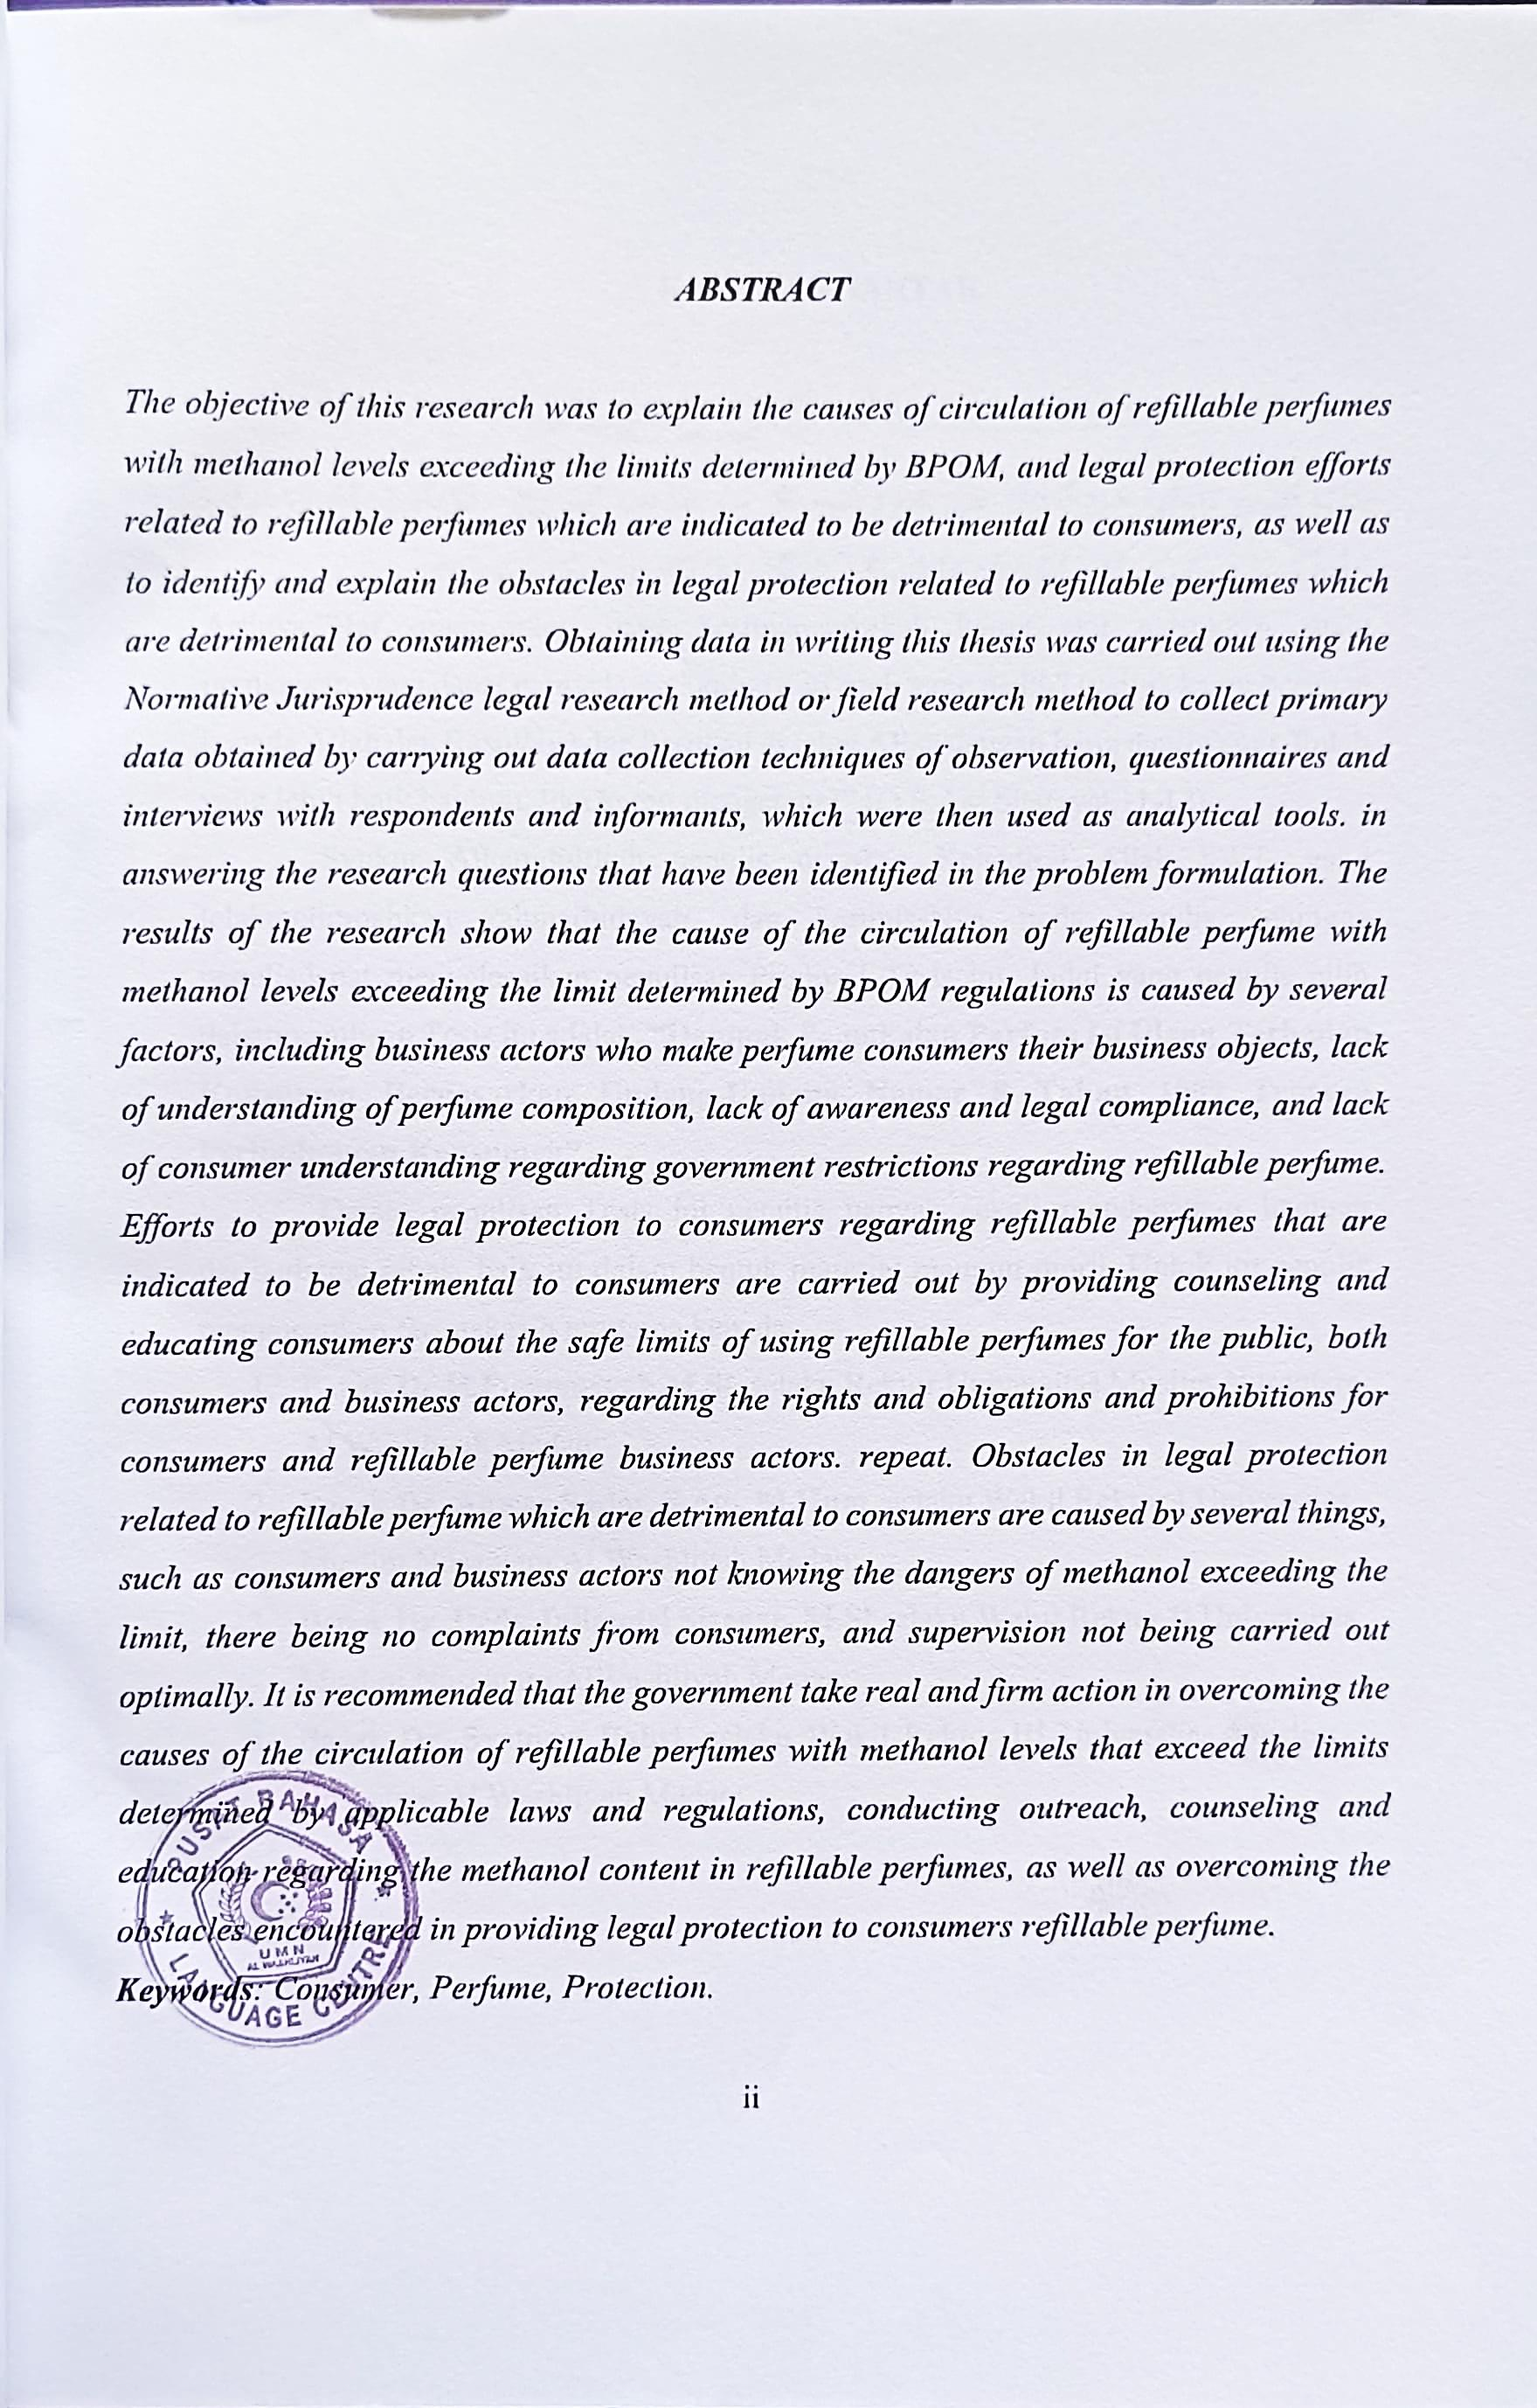 ABSTRACT
The objective of this research was to explain the causes of circulation of refillable perfumes
with methanol levels exceeding the limits determined by BPOM, and legal protection efforts
related to refillable perfumes which are indicated to be detrimental to consumers, as well as
to identify and explain the obstacles in legal protection related to refillable perfumes which
are detrimental to consumers. Obtaining data in writing this thesis was carried out using the
Normative Jurisprudence legal research method or field research method to collect primary
data obtained by carrying out data collection techniques of observation, questionnaires and
interviews with respondents and informants, which were then used as analytical tools. in
answering the research questions that have been identified in the problem formulation. The
results of the research show that the cause of the circulation of refillable perfume with
methanol levels exceeding the limit determined by BPOM regulations is caused by several
factors, including business actors who make perfume consumers their business objects, lack
of understanding of perfume composition, lack of awareness and legal compliance, and lack
of consumer understanding regarding government restrictions regarding refillable perfume.
Efforts to provide legal protection to consumers regarding refillable perfumes that are
indicated to be detrimental to consumers are carried out by providing counseling and
educating consumers about the safe limits of using refillable perfumes for the public, both
consumers and business actors, regarding the rights and obligations and prohibitions for
consumers and refillable perfume business actors. repeat. Obstacles in legal protection
related to refillable perfume which are detrimental to consumers are caused by several things,
such as consumers and business actors not knowing the dangers of methanol exceeding the
limit, there being no complaints from consumers, and supervision not being carried out
optimally. It is recommended that the government take real and firm action in overcoming the
causes of the circulation of refillable perfumes with methanol levels that exceed the limits
determined by applicable laws and regulations, conducting outreach, counseling and
education regarding the methanol content in refillable perfumes, as well as overcoming the
obstacles encountered in providing legal protection to consumers refillable perfume.
Keywords: Consumer, Perfume, Protection.
PUSAT BAHASA
UMN
AL WASHLIYAH
LANGUAGE CENTRE
ii